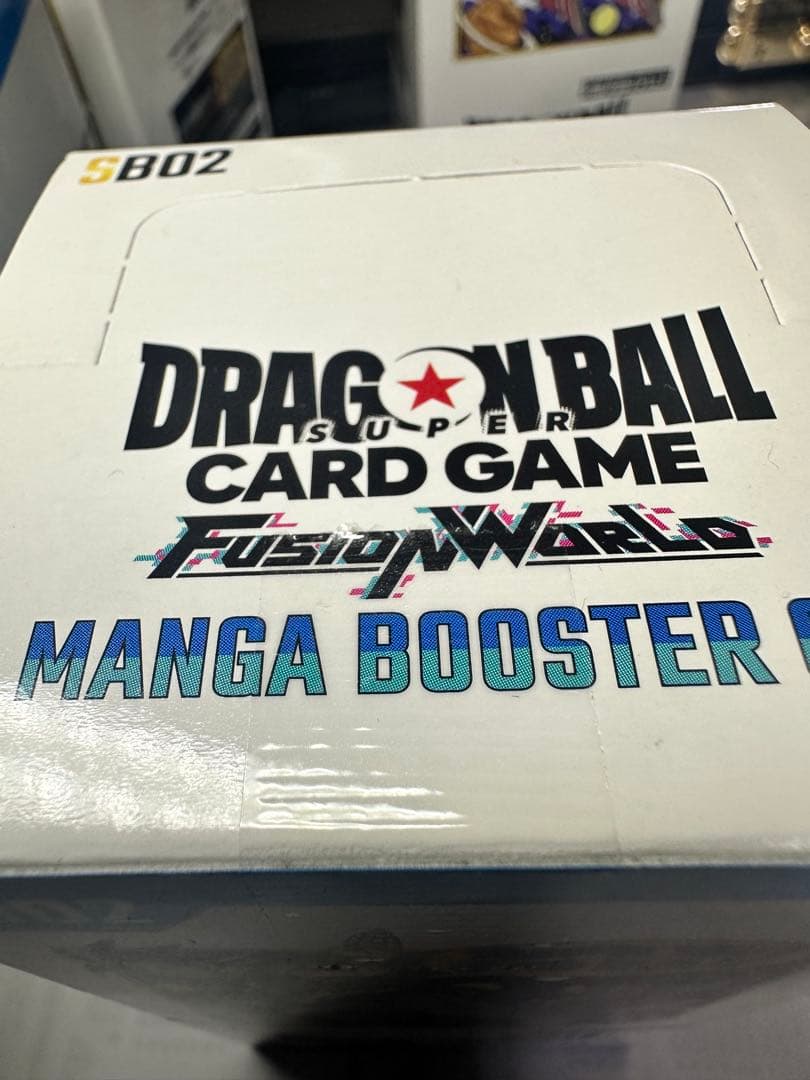 SB02
DRAGON BALL
SUPER
CARD GAME
FUSION WORLD
MANGA BOOSTER